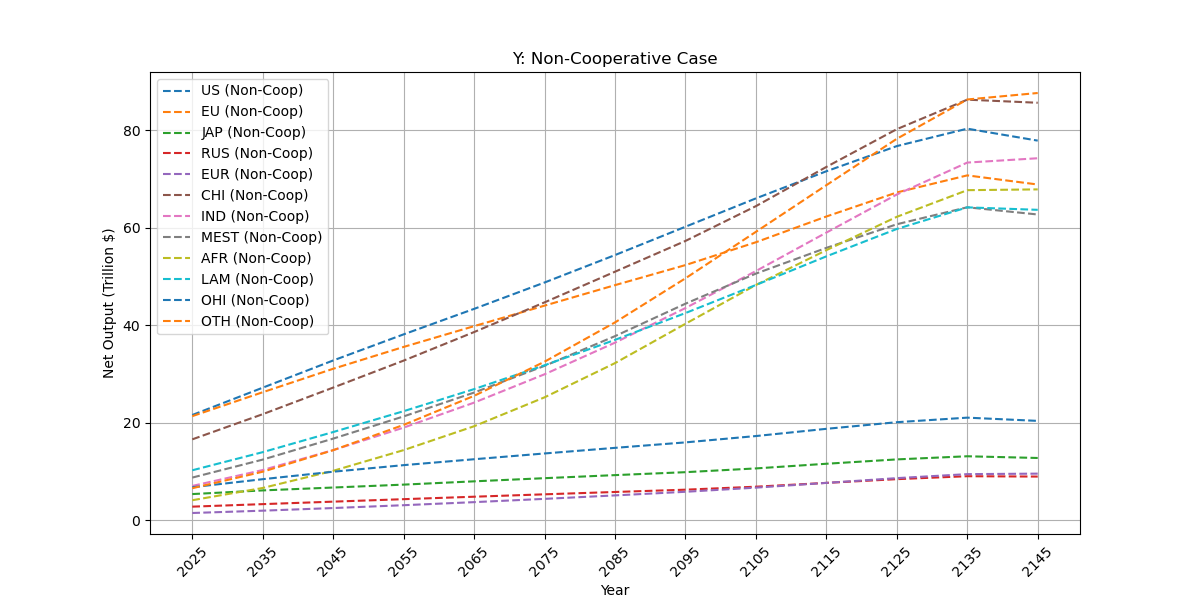 Y: Non-Cooperative Case
US (Non-Coop)
EU (Non-Coop)
JAP (Non-Coop)
RUS (Non-Coop)
EUR (Non-Coop)
CHI (Non-Coop)
IND (Non-Coop)
MEST (Non-Coop)
AFR (Non-Coop)
LAM (Non-Coop)
OHI (Non-Coop)
OTH (Non-Coop)
Net Output (Trillion $)
80
60
40
20
0
2025 2035 2045 2055 2065 2075 2085 2095 2105 2115 2125 2135 2145
Year